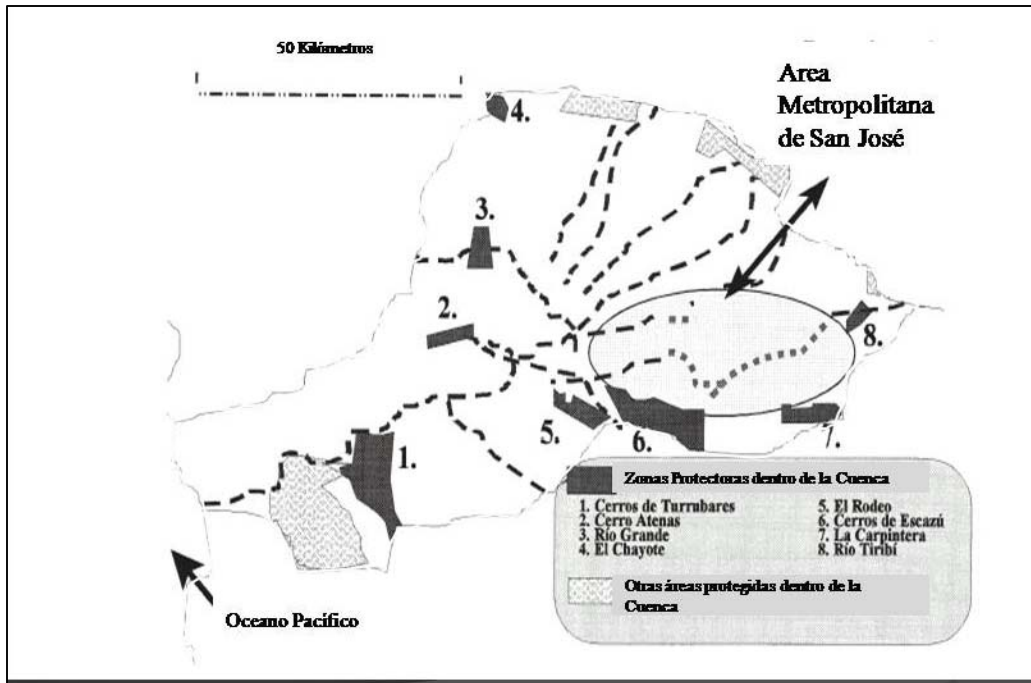 50 Kilómetros
Area
Metropolitana
de San José
4.
3.
2.
8.
1.
5.
6.
7.
Zonas Protectoras dentro de la Cuenca
1. Cerros de Turrubares
2. Cerro Atenas
3. Río Grande
4. El Chayote
5. El Rodeo
6. Cerros de Escazú
7. La Carpintera
8. Río Tiribí
Otras áreas protegidas dentro de la
Cuenca
Oceano Pacífico